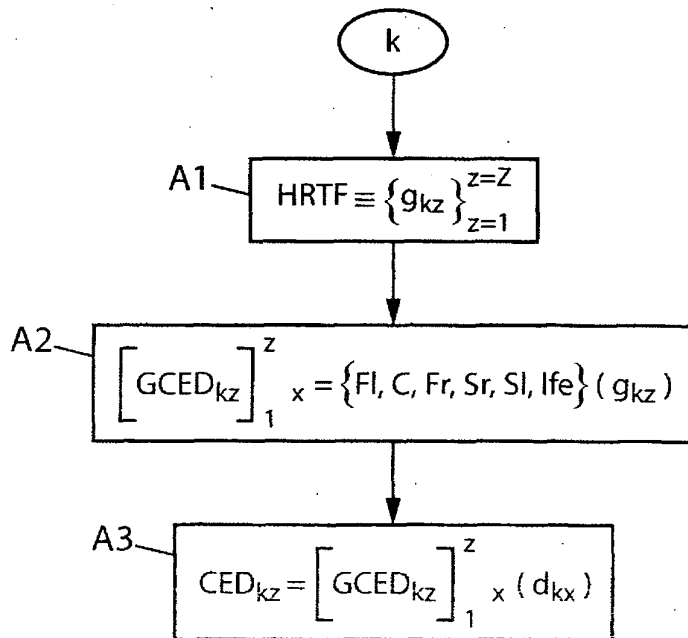 k
A1
HRTF ≡ {g_kz}_{z=1}^{z=Z}
A2
[GCED_kz]_1^z x = {Fl, C, Fr, Sr, Sl, lfe}(g_kz)
A3
CED_kz = [GCED_kz]_1^z x (d_kx)